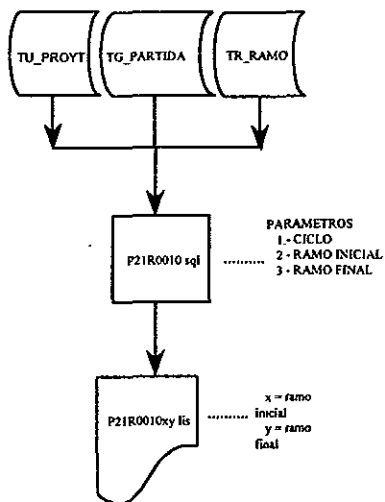 TU_PROYT
TG_PARTIDA
TR_RAMO
P21R0010 sql
PARAMETROS
1.- CICLO
2 - RAMO INICIAL
3 - RAMO FINAL
P21R0010xy lis
x = ramo
inicial
y = ramo
final